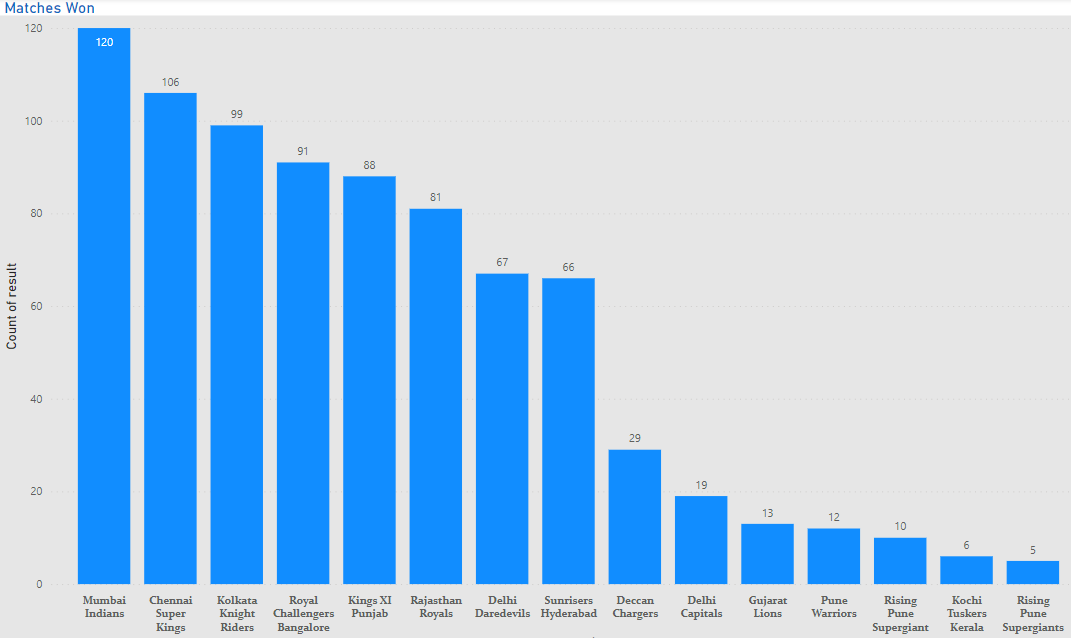 Matches Won
120
100
80
60
40
20
0
Count of result
120
106
99
91
88
81
67
66
29
19
13
12
10
6
5
Mumbai
Indians
Chennai
Super
Kings
Kolkata
Knight
Riders
Royal
Challengers
Bangalore
Kings XI
Punjab
Rajasthan
Royals
Delhi
Daredevils
Sunrisers
Hyderabad
Deccan
Chargers
Delhi
Capitals
Gujarat
Lions
Pune
Warriors
Rising
Pune
Supergiant
Kochi
Tuskers
Kerala
Rising
Pune
Supergiants